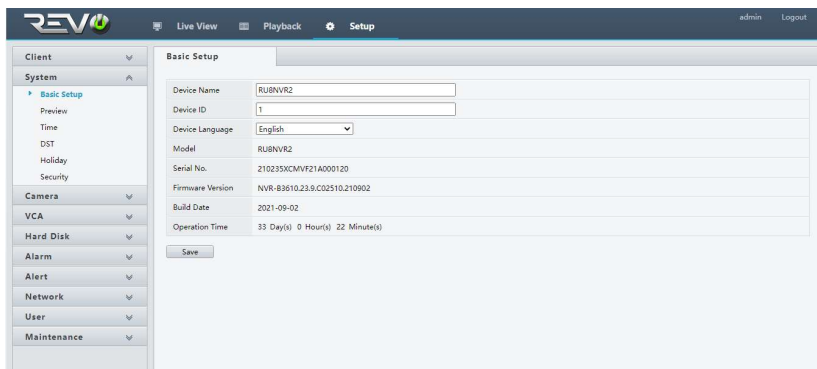 REVO
Live View Playback Setup
admin Logout
Client
System
Basic Setup
Preview
Time
DST
Holiday
Security
Camera
VCA
Hard Disk
Alarm
Alert
Network
User
Maintenance
Basic Setup
Device Name RU8NVR2
Device ID 1
Device Language English
Model RU8NVR2
Serial No. 210235XCMVF21A000120
Firmware Version NVR-B3610.23.9.C02510.210902
Build Date 2021-09-02
Operation Time 33 Day(s) 0 Hour(s) 22 Minute(s)
Save